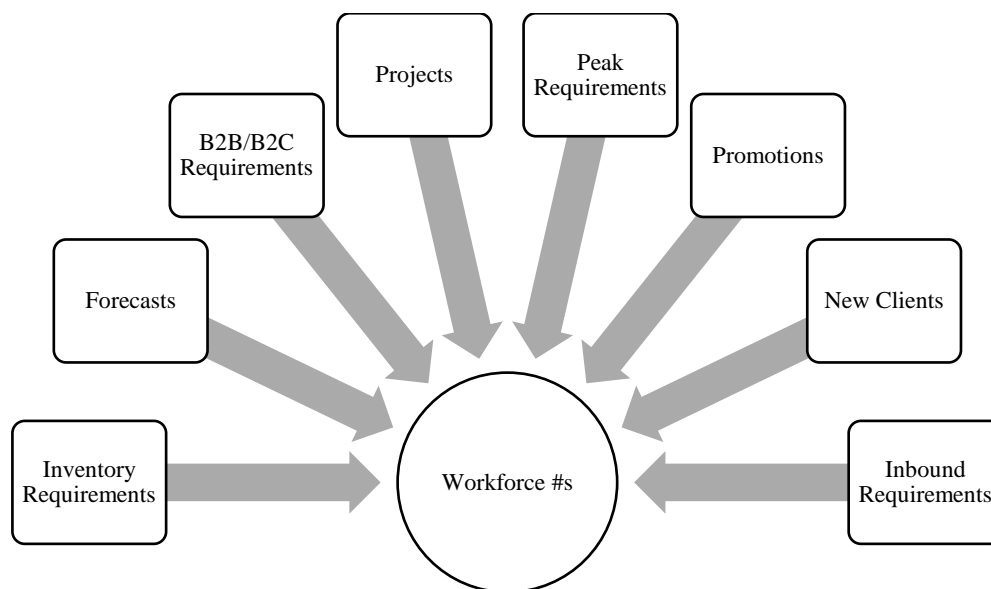 Projects
Peak
Requirements
B2B/B2C
Requirements
Promotions
Forecasts
New Clients
Inventory
Requirements
Workforce #s
Inbound
Requirements